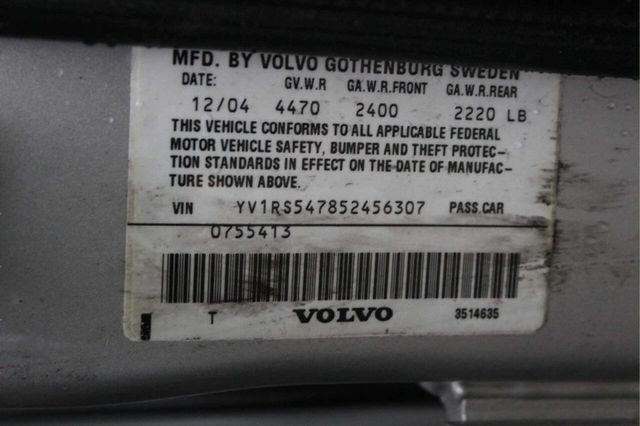 MFD. BY VOLVO GOTHENBURG SWEDEN
DATE: GV.W.R GA.W.R.FRONT GA.W.R.REAR
12/04 4470 2400 2220 LB
THIS VEHICLE CONFORMS TO ALL APPLICABLE FEDERAL
MOTOR VEHICLE SAFETY, BUMPER AND THEFT PROTEC-
TION STANDARDS IN EFFECT ON THE DATE OF MANUFAC-
TURE SHOWN ABOVE.
VIN YV1RS547852456307 PASS.CAR
0755413
T VOLVO 3514635